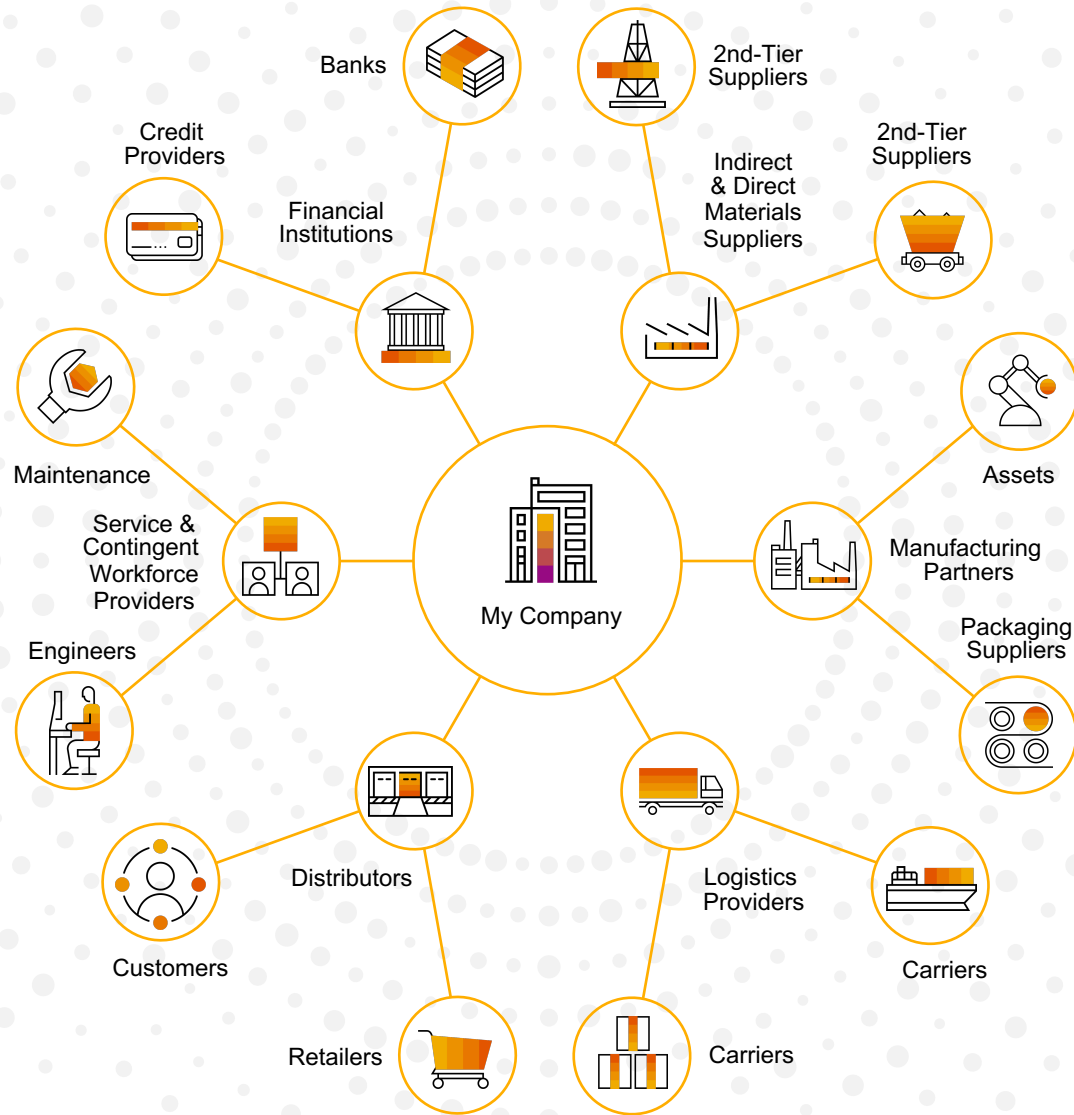 Banks
2nd-Tier
Suppliers
Credit
Providers
2nd-Tier
Suppliers
Financial
Institutions
Indirect
& Direct
Materials
Suppliers
Maintenance
Assets
Service &
Contingent
Workforce
Providers
My Company
Manufacturing
Partners
Engineers
Packaging
Suppliers
Distributors
Logistics
Providers
Customers
Carriers
Retailers
Carriers